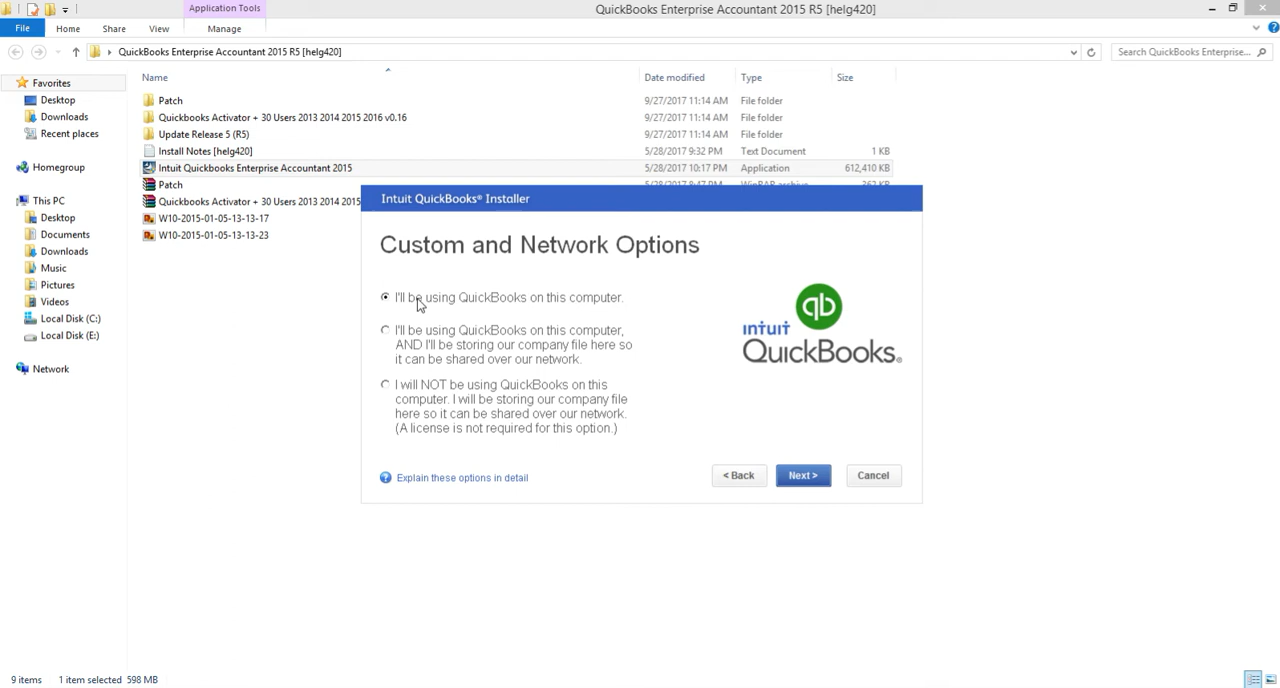 Application Tools
QuickBooks Enterprise Accountant 2015 R5 [helg420]
File Home Share View Manage
QuickBooks Enterprise Accountant 2015 R5 [helg420]
Search QuickBooks Enterprise...
Name Date modified Type Size
Favorites
Desktop
Downloads
Recent places
Homegroup
This PC
Desktop
Documents
Downloads
Music
Pictures
Videos
Local Disk (C:)
Local Disk (E:)
Network
Patch 9/27/2017 11:14 AM File folder
Quickbooks Activator + 30 Users 2013 2014 2015 2016 v0.16 9/27/2017 11:14 AM File folder
Update Release 5 (R5) 9/27/2017 11:14 AM File folder
Install Notes [helg420] 5/28/2017 9:32 PM Text Document 1 KB
Intuit Quickbooks Enterprise Accountant 2015 5/28/2017 10:17 PM Application 612,410 KB
Patch 5/28/2017 8:47 PM WinRAR archive 262 KB
Quickbooks Activator + 30 Users 2013 2014 2015
W10-2015-01-05-13-13-17
W10-2015-01-05-13-13-23
Intuit QuickBooks® Installer
Custom and Network Options
I'll be using QuickBooks on this computer.
I'll be using QuickBooks on this computer,
AND I'll be storing our company file here so
it can be shared over our network.
I will NOT be using QuickBooks on this
computer. I will be storing our company file
here so it can be shared over our network.
(A license is not required for this option.)
qb
intuit
QuickBooks®
Explain these options in detail
< Back Next > Cancel
9 items 1 item selected 598 MB